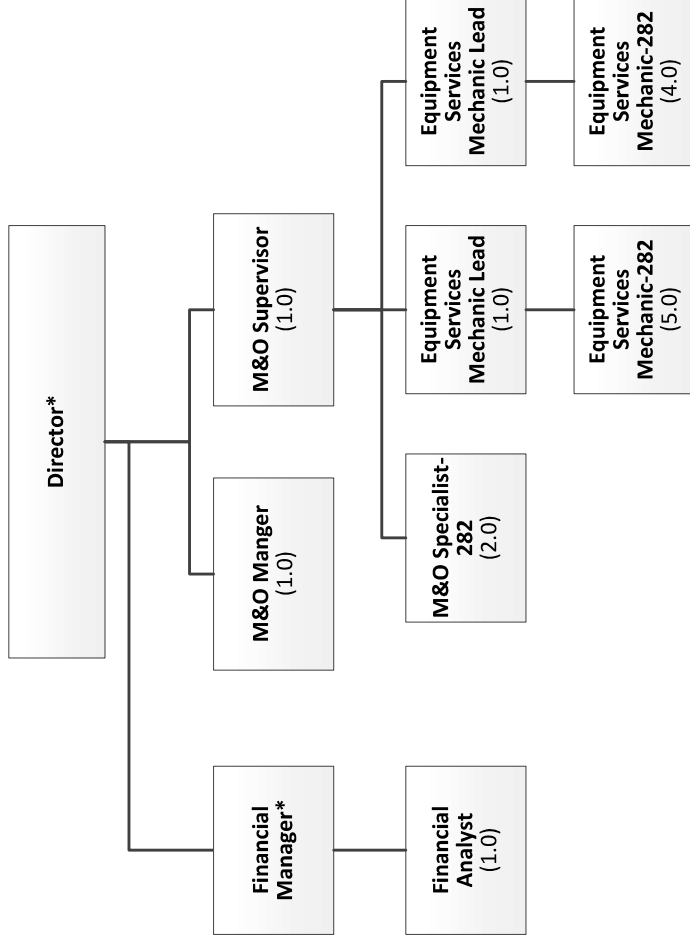 Director*
Financial
Manager*
M&O Manger
(1.0)
M&O Supervisor
(1.0)
Financial
Analyst
(1.0)
M&O Specialist-
282
(2.0)
Equipment
Services
Mechanic Lead
(1.0)
Equipment
Services
Mechanic Lead
(1.0)
Equipment
Services
Mechanic-282
(5.0)
Equipment
Services
Mechanic-282
(4.0)